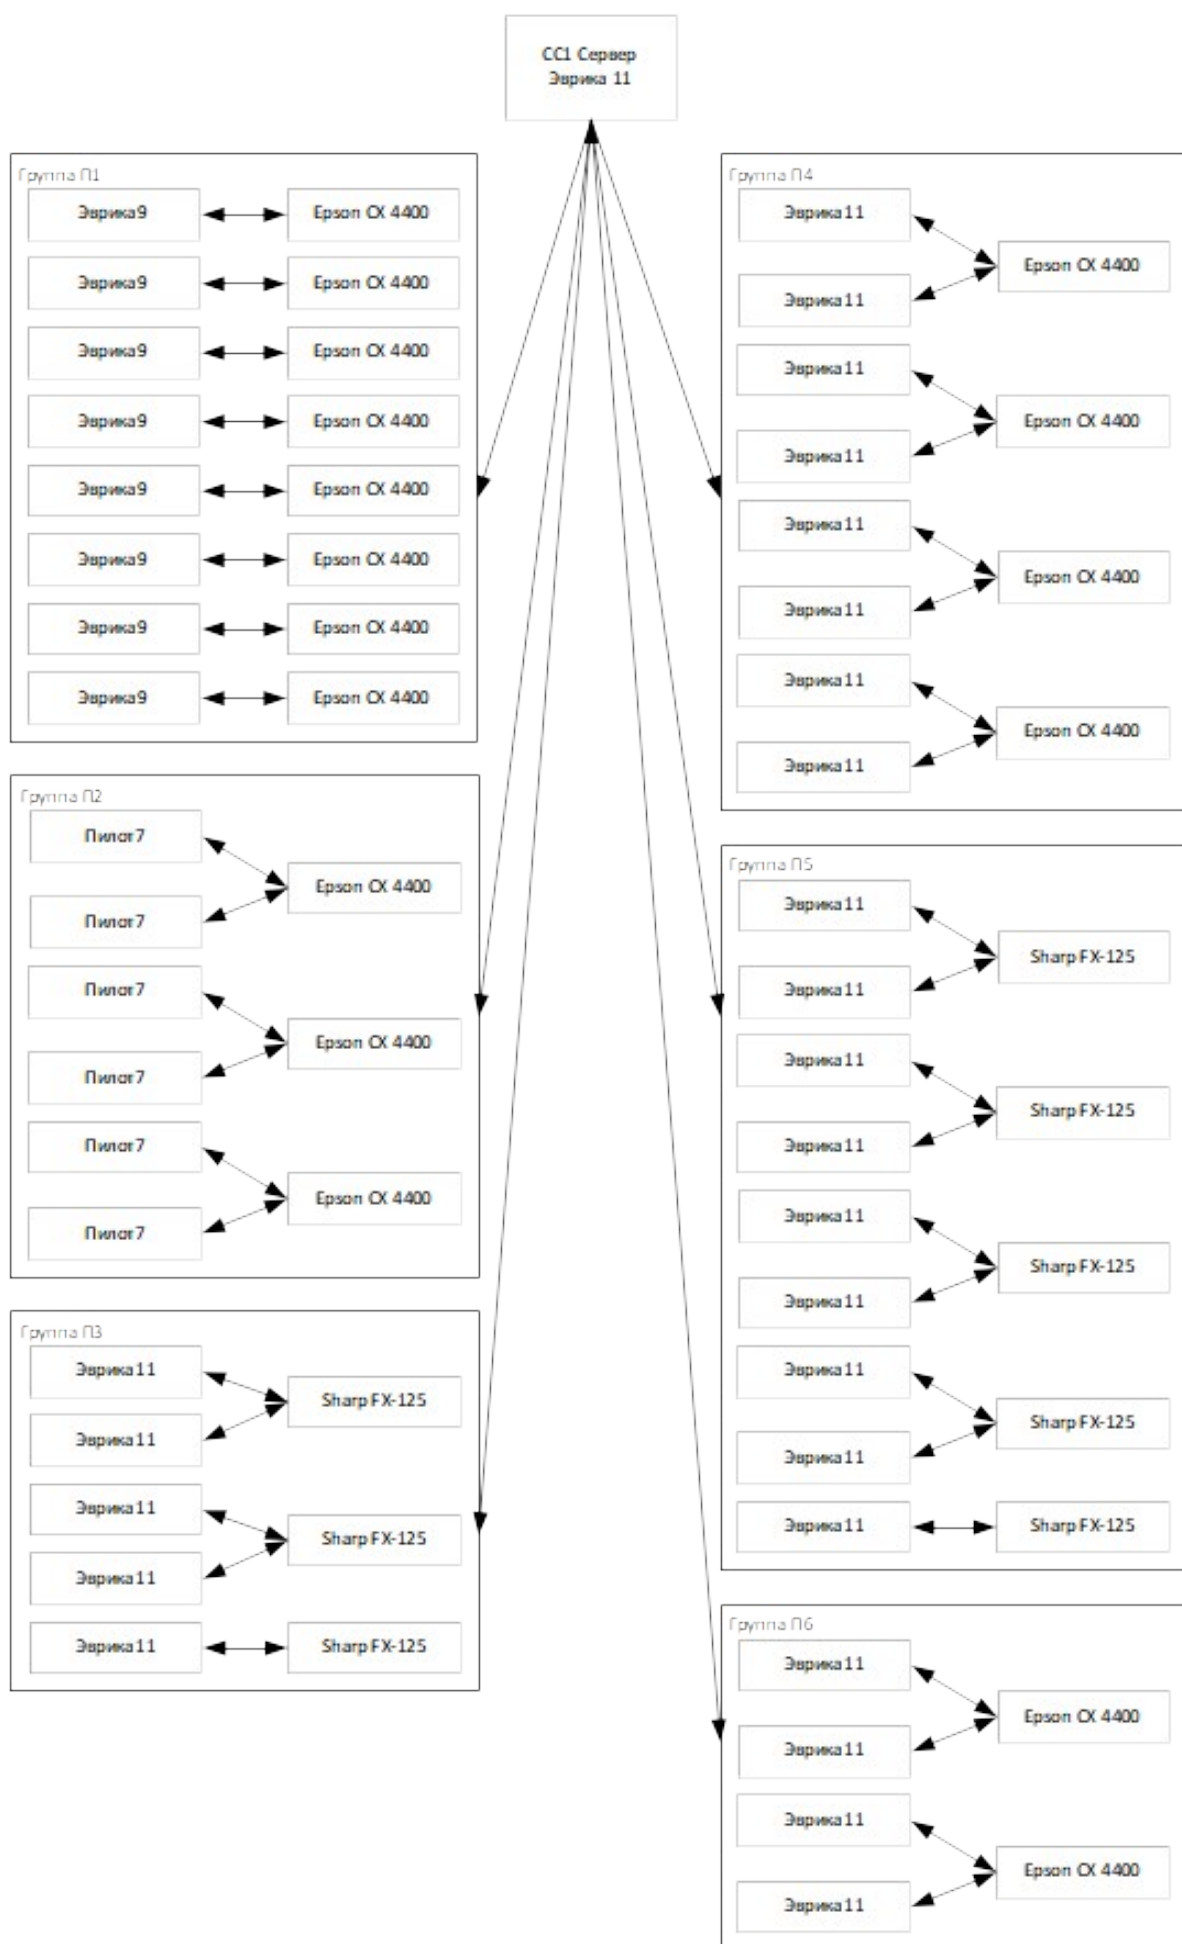 СС1 Сервер
Эврика 11
Группа П1
Эврика9
Epson CX 4400
Эврика9
Epson CX 4400
Эврика9
Epson CX 4400
Эврика9
Epson CX 4400
Эврика9
Epson CX 4400
Эврика9
Epson CX 4400
Эврика9
Epson CX 4400
Эврика9
Epson CX 4400
Группа П2
Пилот7
Epson CX 4400
Пилот7
Пилот7
Epson CX 4400
Пилот7
Пилот7
Epson CX 4400
Пилот7
Группа П3
Эврика11
Sharp FX-125
Эврика11
Эврика11
Sharp FX-125
Эврика11
Эврика11
Sharp FX-125
Группа П4
Эврика11
Epson CX 4400
Эврика11
Эврика11
Epson CX 4400
Эврика11
Эврика11
Epson CX 4400
Эврика11
Эврика11
Epson CX 4400
Эврика11
Группа П5
Эврика11
Sharp FX-125
Эврика11
Эврика11
Sharp FX-125
Эврика11
Эврика11
Sharp FX-125
Эврика11
Эврика11
Sharp FX-125
Эврика11
Эврика11
Sharp FX-125
Группа П6
Эврика11
Epson CX 4400
Эврика11
Эврика11
Epson CX 4400
Эврика11